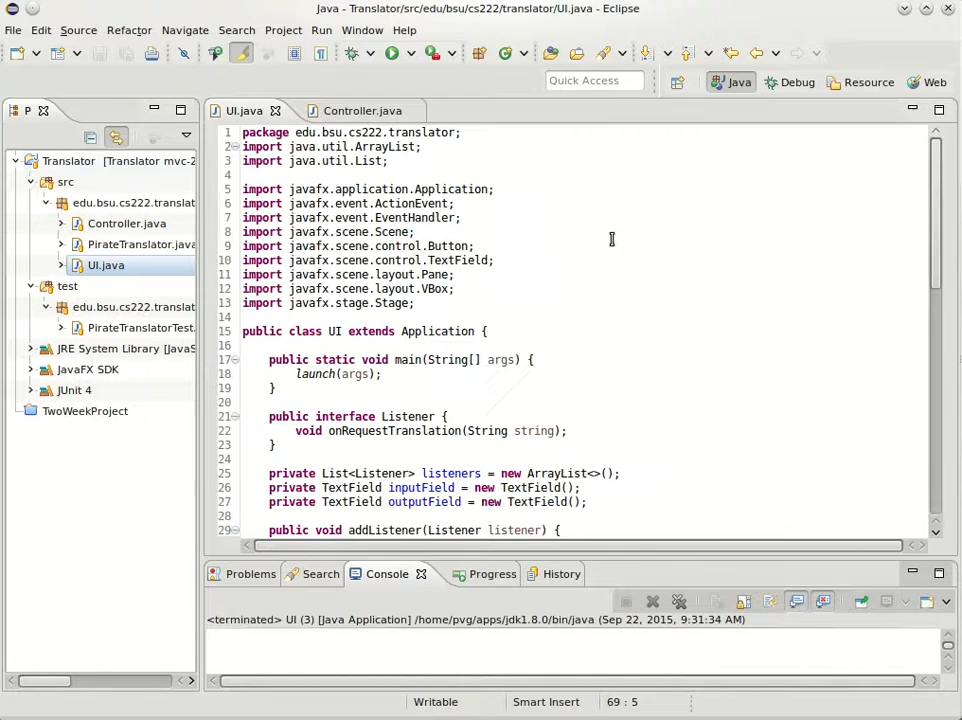 Java - Translator/src/edu/bsu/cs222/translator/UI.java - Eclipse
File Edit Source Refactor Navigate Search Project Run Window Help
Quick Access
Java Debug Resource Web
P
UI.java Controller.java
Translator [Translator mvc-2
src
edu.bsu.cs222.translat
Controller.java
PirateTranslator.java
UI.java
test
edu.bsu.cs222.translat
PirateTranslatorTest.
JRE System Library [JavaS
JavaFX SDK
JUnit 4
TwoWeekProject
1 package edu.bsu.cs222.translator;
2 import java.util.ArrayList;
3 import java.util.List;
4
5 import javafx.application.Application;
6 import javafx.event.ActionEvent;
7 import javafx.event.EventHandler;
8 import javafx.scene.Scene;
9 import javafx.scene.control.Button;
10 import javafx.scene.control.TextField;
11 import javafx.scene.layout.Pane;
12 import javafx.scene.layout.VBox;
13 import javafx.stage.Stage;
14
15 public class UI extends Application {
16
17 public static void main(String[] args) {
18 launch(args);
19 }
20
21 public interface Listener {
22 void onRequestTranslation(String string);
23 }
24
25 private List<Listener> listeners = new ArrayList<>();
26 private TextField inputField = new TextField();
27 private TextField outputField = new TextField();
28
29 public void addListener(Listener listener) {
Problems Search Console Progress History
<terminated> UI (3) [Java Application] /home/pvg/apps/jdk1.8.0/bin/java (Sep 22, 2015, 9:31:34 AM)
Writable Smart Insert 69 : 5